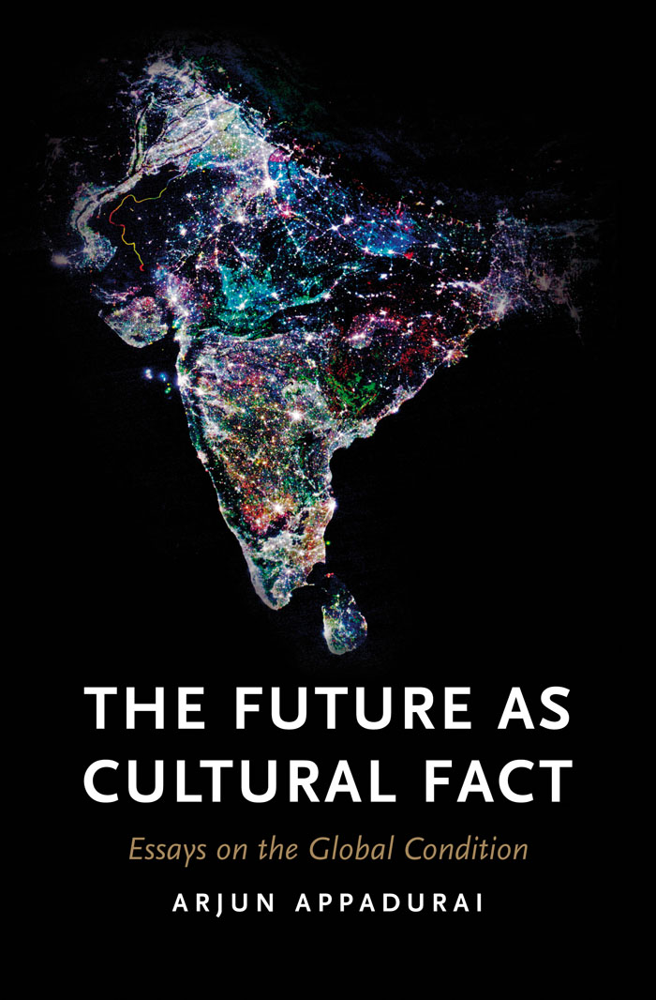 THE FUTURE AS
CULTURAL FACT
Essays on the Global Condition
ARJUN APPADURAI